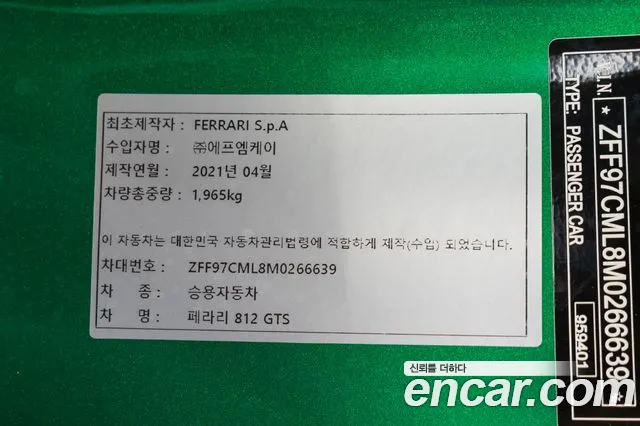 최초제작자 : FERRARI S.p.A
수입자명 : ㈜에프엠케이
제작연월 : 2021년 04월
차량총중량 : 1,965kg
이 자동차는 대한민국 자동차관리법령에 적합하게 제작(수입) 되었습니다.
차대번호 : ZFF97CML8M0266639
차 종 : 승용자동차
차 명 : 페라리 812 GTS
V.I.N. * ZFF97CML8M0266639 *
TYPE: PASSENGER CAR
959401
신뢰를 더하다
encar.com